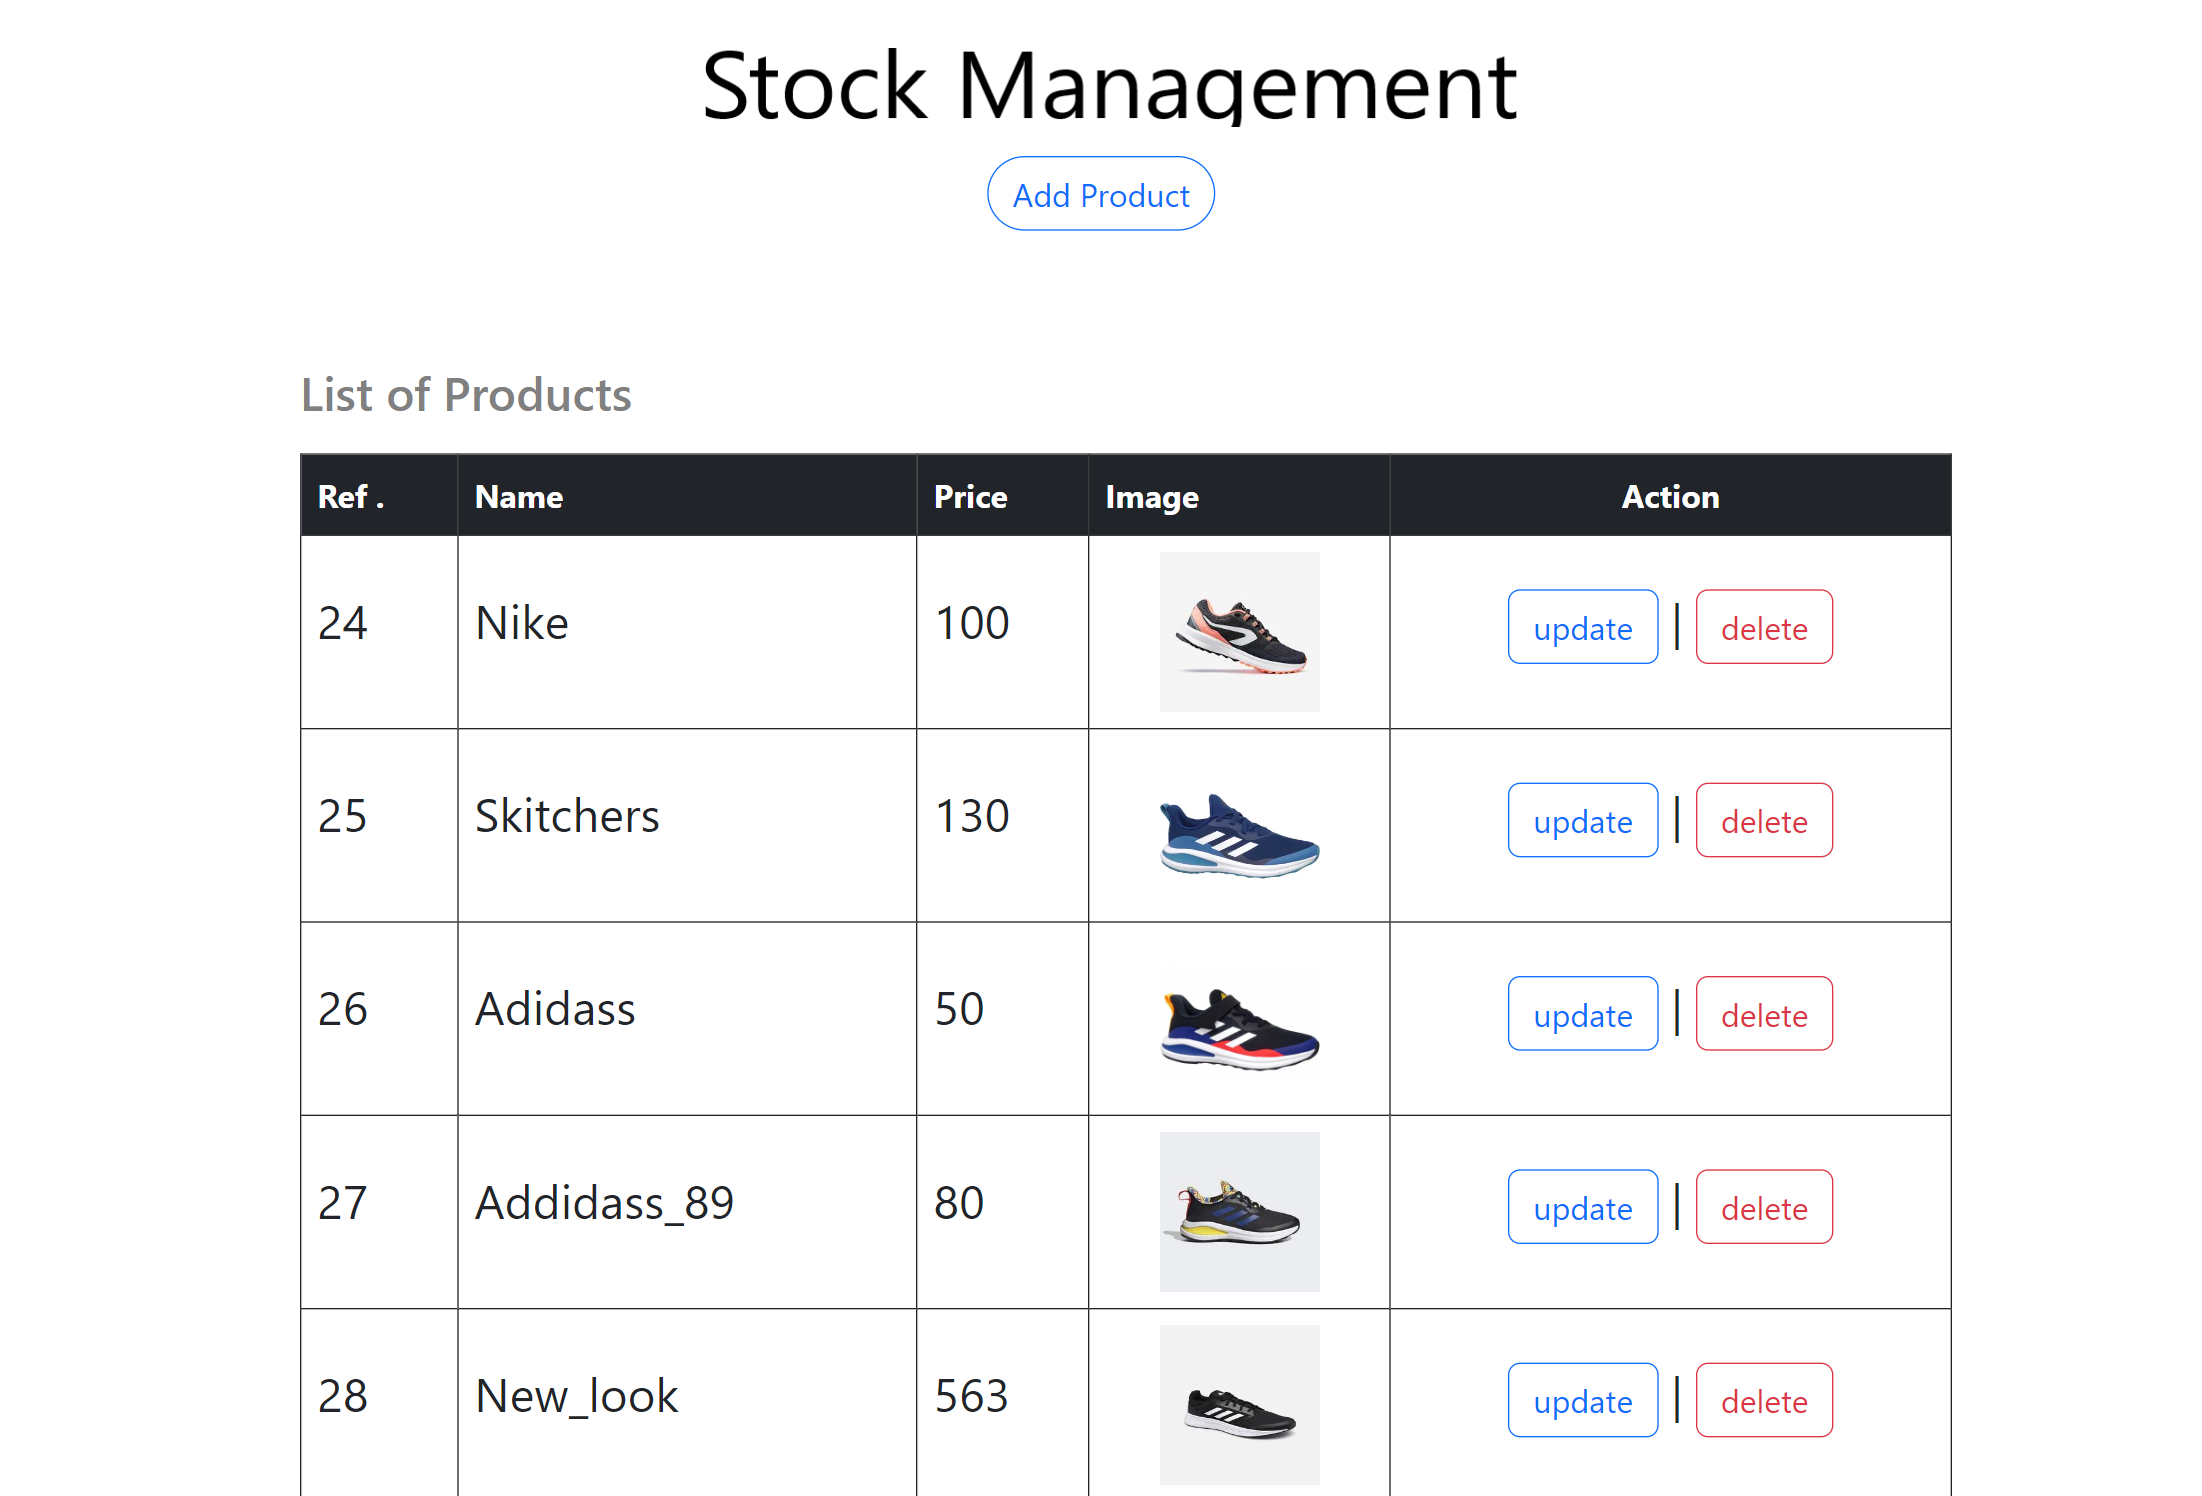 Stock Management
Add Product
List of Products
Ref . Name Price Image Action
24 Nike 100 update | delete
25 Skitchers 130 update | delete
26 Adidass 50 update | delete
27 Addidass_89 80 update | delete
28 New_look 563 update | delete